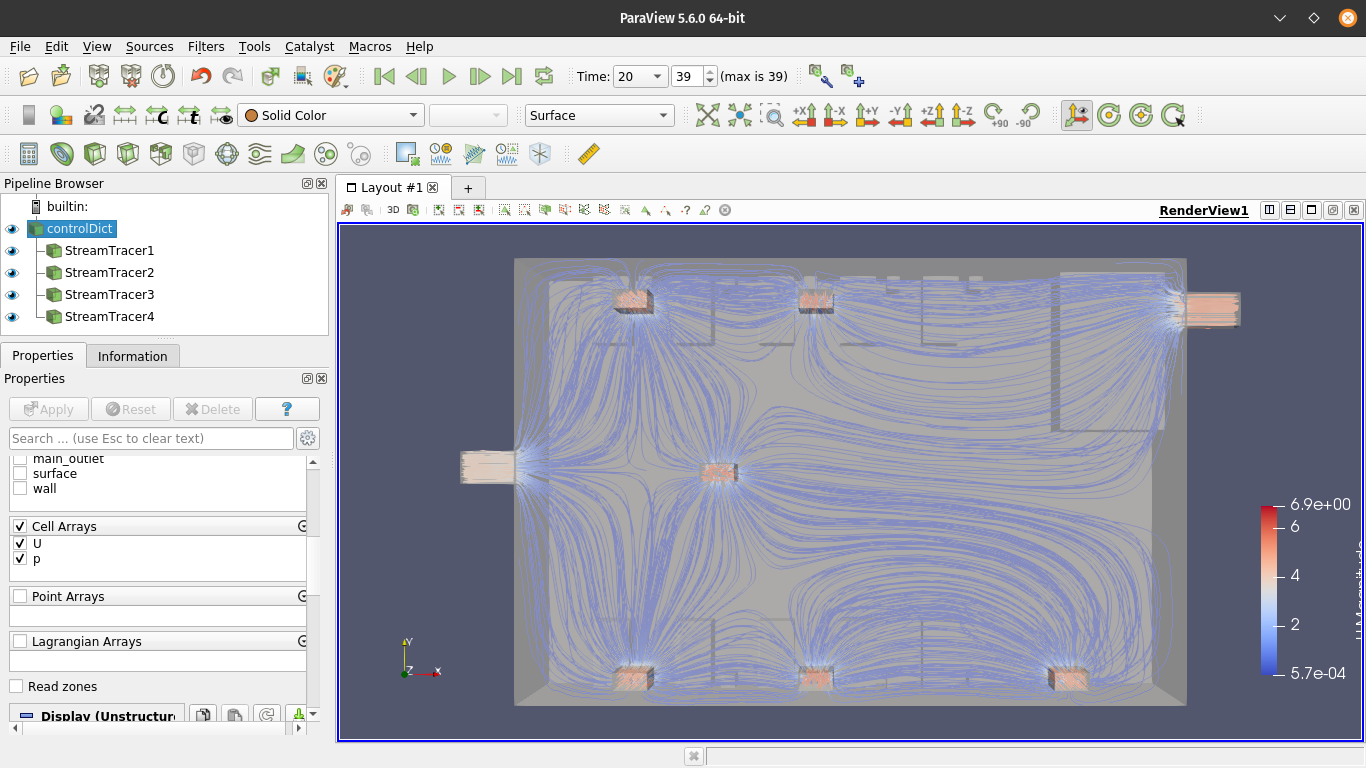 ParaView 5.6.0 64-bit
File Edit View Sources Filters Tools Catalyst Macros Help
Time: 20 39 (max is 39)
+X -X +Y -Y +Z -Z +90 -90
C t Solid Color Surface
Pipeline Browser
builtin:
controlDict
StreamTracer1
StreamTracer2
StreamTracer3
StreamTracer4
Properties Information
Properties
Apply Reset Delete ?
Search ... (use Esc to clear text)
main_outlet
surface
wall
Cell Arrays
U
p
Point Arrays
Lagrangian Arrays
Read zones
Display (Unstructur
Layout #1 +
3D RenderView1
6.9e+00
6
4
2
5.7e-04
Y
Z X